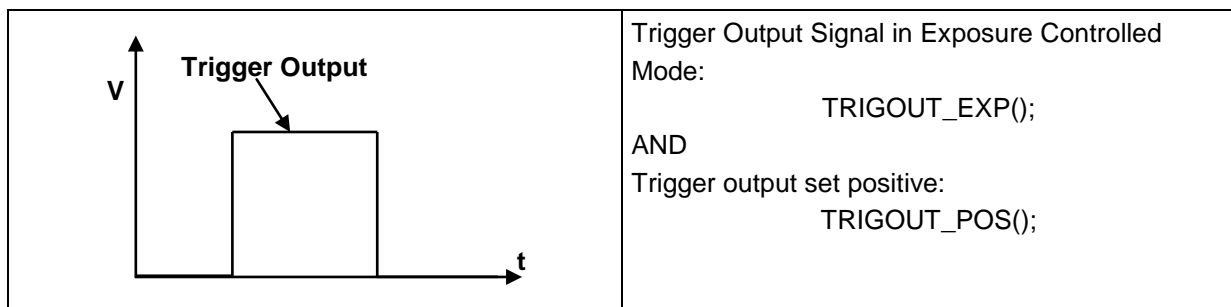 Trigger Output
V
t
Trigger Output Signal in Exposure Controlled
Mode:
TRIGOUT_EXP();
AND
Trigger output set positive:
TRIGOUT_POS();